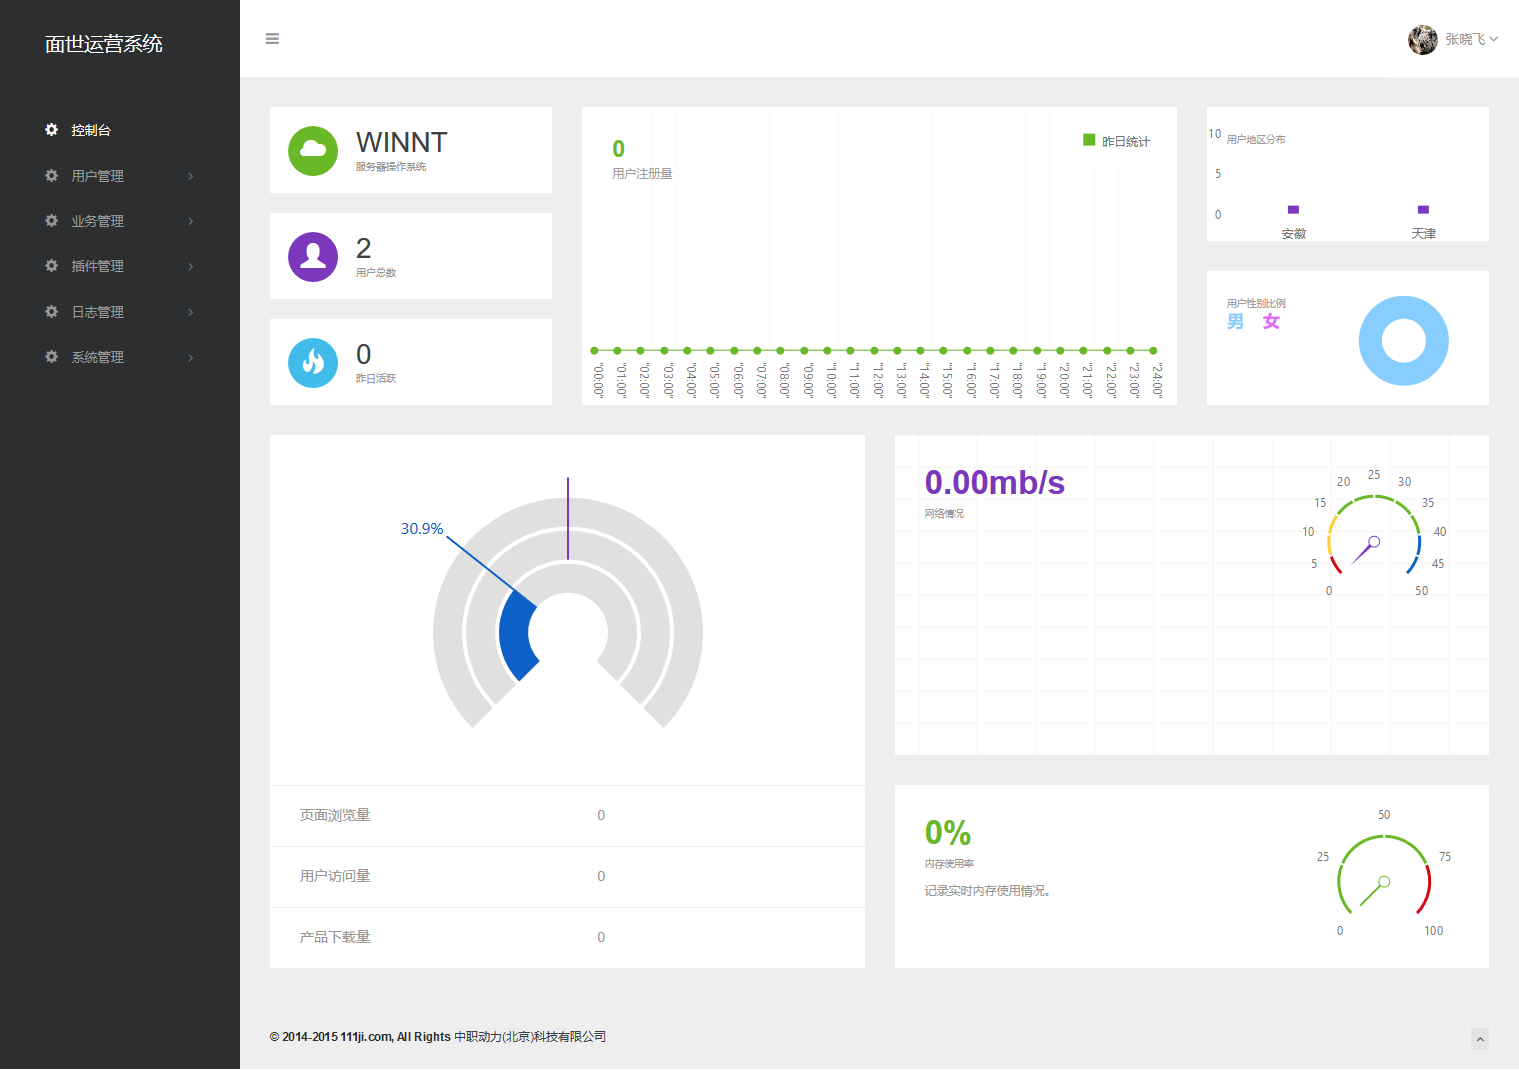 面世运营系统
张晓飞
控制台
用户管理
业务管理
插件管理
日志管理
系统管理
WINNT
服务器操作系统
2
用户总数
0
昨日活跃
0
用户注册量
昨日统计
"00:00"
"01:00"
"02:00"
"03:00"
"04:00"
"05:00"
"06:00"
"07:00"
"08:00"
"09:00"
"10:00"
"11:00"
"12:00"
"13:00"
"14:00"
"15:00"
"16:00"
"17:00"
"18:00"
"19:00"
"20:00"
"21:00"
"22:00"
"23:00"
"24:00"
用户地区分布
10
5
0
安徽
天津
用户性别比例
男 女
30.9%
页面浏览量 0
用户访问量 0
产品下载量 0
0.00mb/s
网络情况
0
5
10
15
20
25
30
35
40
45
50
0%
内存使用率
记录实时内存使用情况。
0
25
50
75
100
© 2014-2015 111ji.com, All Rights 中职动力(北京)科技有限公司